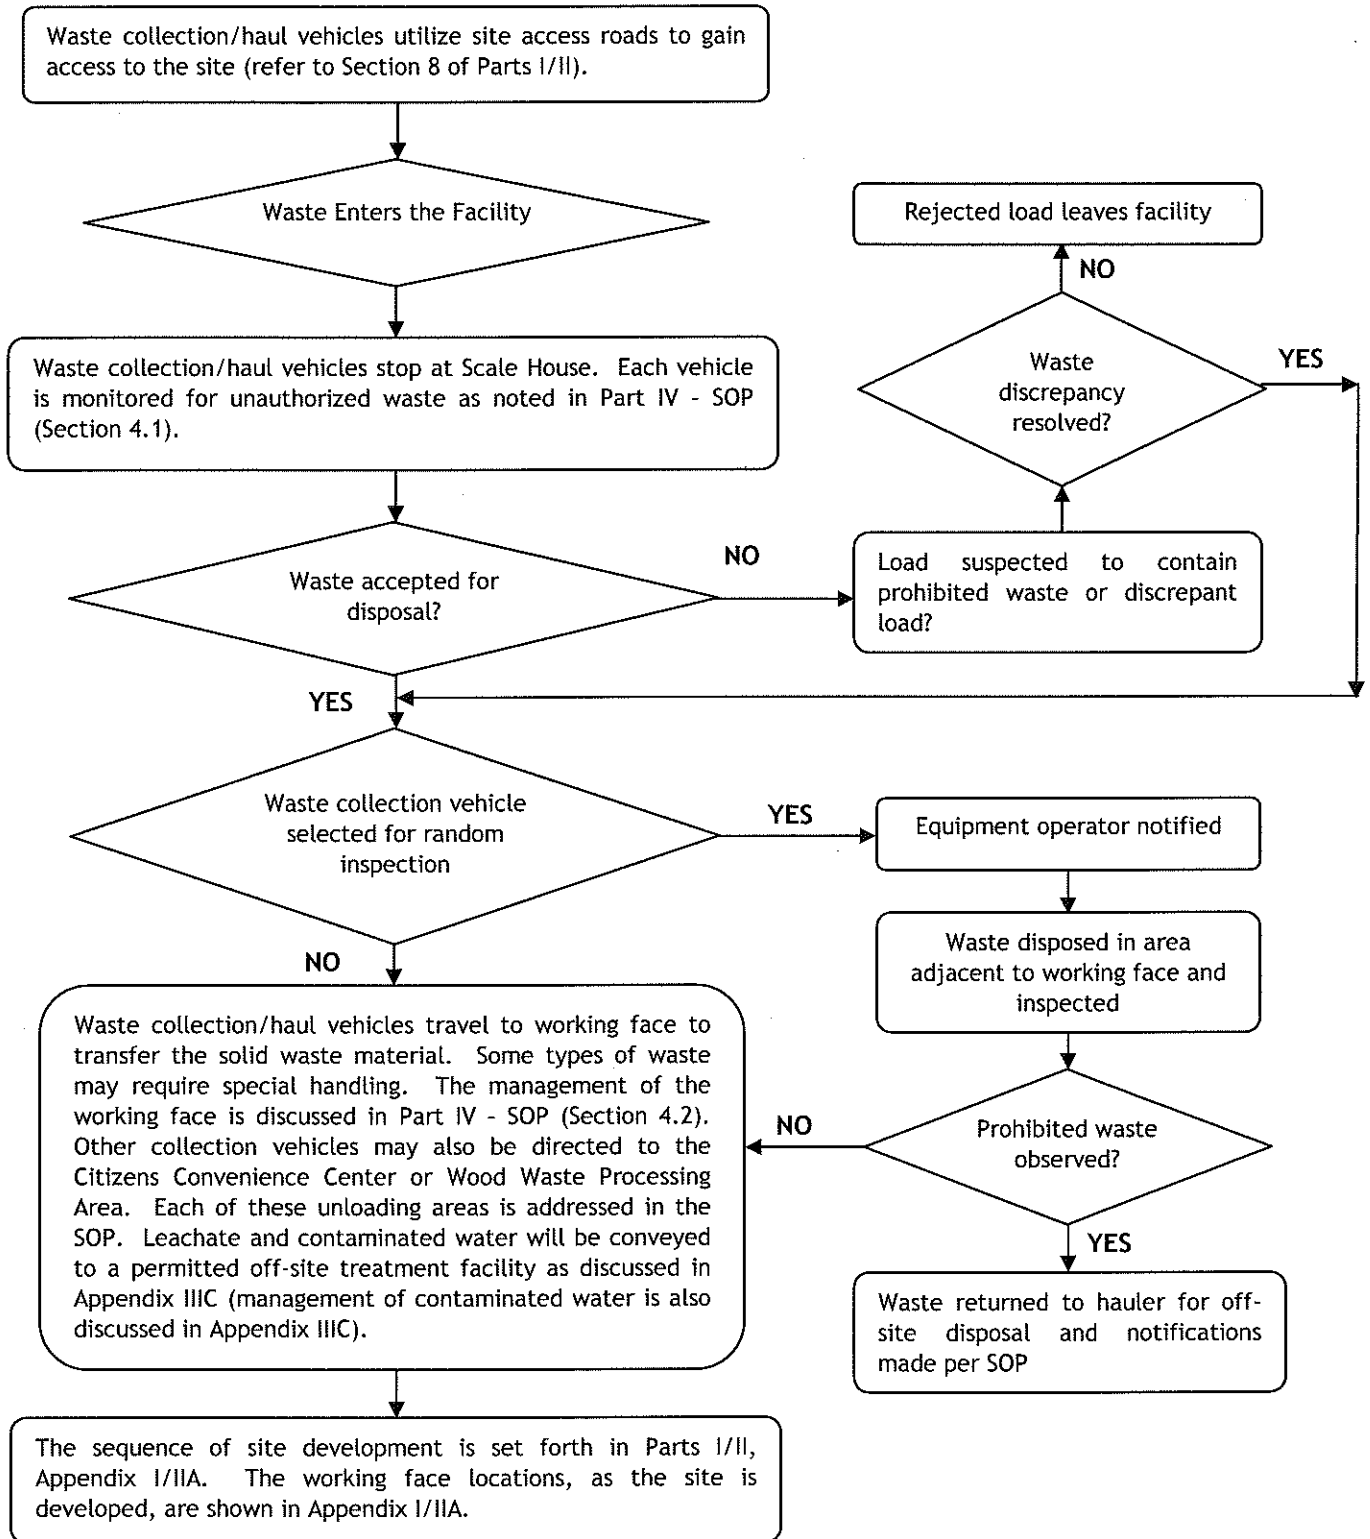 Waste collection/haul vehicles utilize site access roads to gain
access to the site (refer to Section 8 of Parts I/II).
Waste Enters the Facility
Rejected load leaves facility
NO
Waste
discrepancy
resolved?
YES
Waste collection/haul vehicles stop at Scale House. Each vehicle
is monitored for unauthorized waste as noted in Part IV - SOP
(Section 4.1).
Waste accepted for
disposal?
NO
Load suspected to contain
prohibited waste or discrepant
load?
YES
Waste collection vehicle
selected for random
inspection
YES
Equipment operator notified
Waste disposed in area
adjacent to working face and
inspected
NO
Waste collection/haul vehicles travel to working face to
transfer the solid waste material. Some types of waste
may require special handling. The management of the
working face is discussed in Part IV - SOP (Section 4.2).
Other collection vehicles may also be directed to the
Citizens Convenience Center or Wood Waste Processing
Area. Each of these unloading areas is addressed in the
SOP. Leachate and contaminated water will be conveyed
to a permitted off-site treatment facility as discussed in
Appendix IIIC (management of contaminated water is also
discussed in Appendix IIIC).
NO
Prohibited waste
observed?
YES
Waste returned to hauler for off-
site disposal and notifications
made per SOP
The sequence of site development is set forth in Parts I/II,
Appendix I/IIA. The working face locations, as the site is
developed, are shown in Appendix I/IIA.